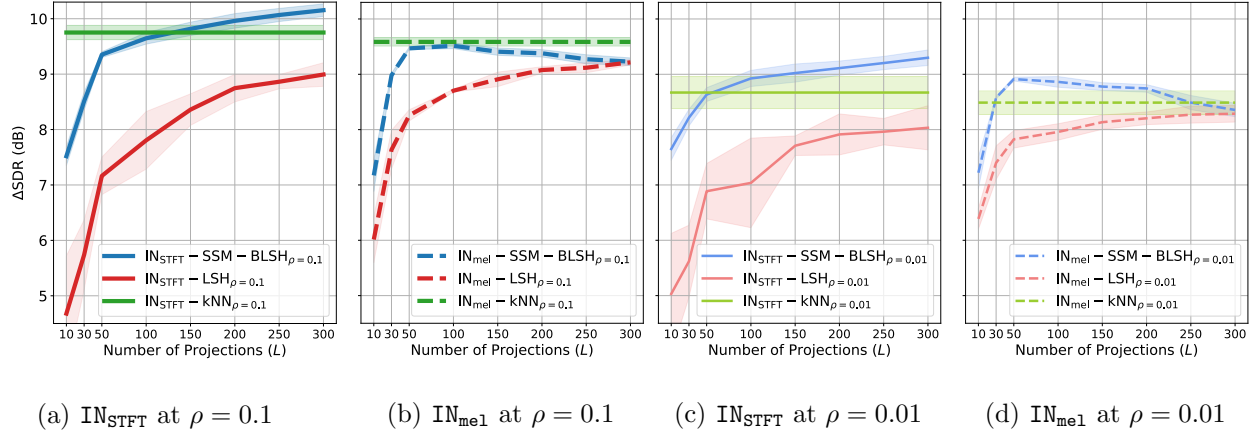 ΔSDR (dB)
10
9
8
7
6
5
IN_STFT − SSM − BLSH_ρ=0.1
IN_STFT − LSH_ρ=0.1
IN_STFT − kNN_ρ=0.1
10 30 50 100 150 200 250 300
Number of Projections (L)
IN_mel − SSM − BLSH_ρ=0.1
IN_mel − LSH_ρ=0.1
IN_mel − kNN_ρ=0.1
10 30 50 100 150 200 250 300
Number of Projections (L)
IN_STFT − SSM − BLSH_ρ=0.01
IN_STFT − LSH_ρ=0.01
IN_STFT − kNN_ρ=0.01
10 30 50 100 150 200 250 300
Number of Projections (L)
IN_mel − SSM − BLSH_ρ=0.01
IN_mel − LSH_ρ=0.01
IN_mel − kNN_ρ=0.01
10 30 50 100 150 200 250 300
Number of Projections (L)
(a) IN_STFT at ρ = 0.1
(b) IN_mel at ρ = 0.1
(c) IN_STFT at ρ = 0.01
(d) IN_mel at ρ = 0.01